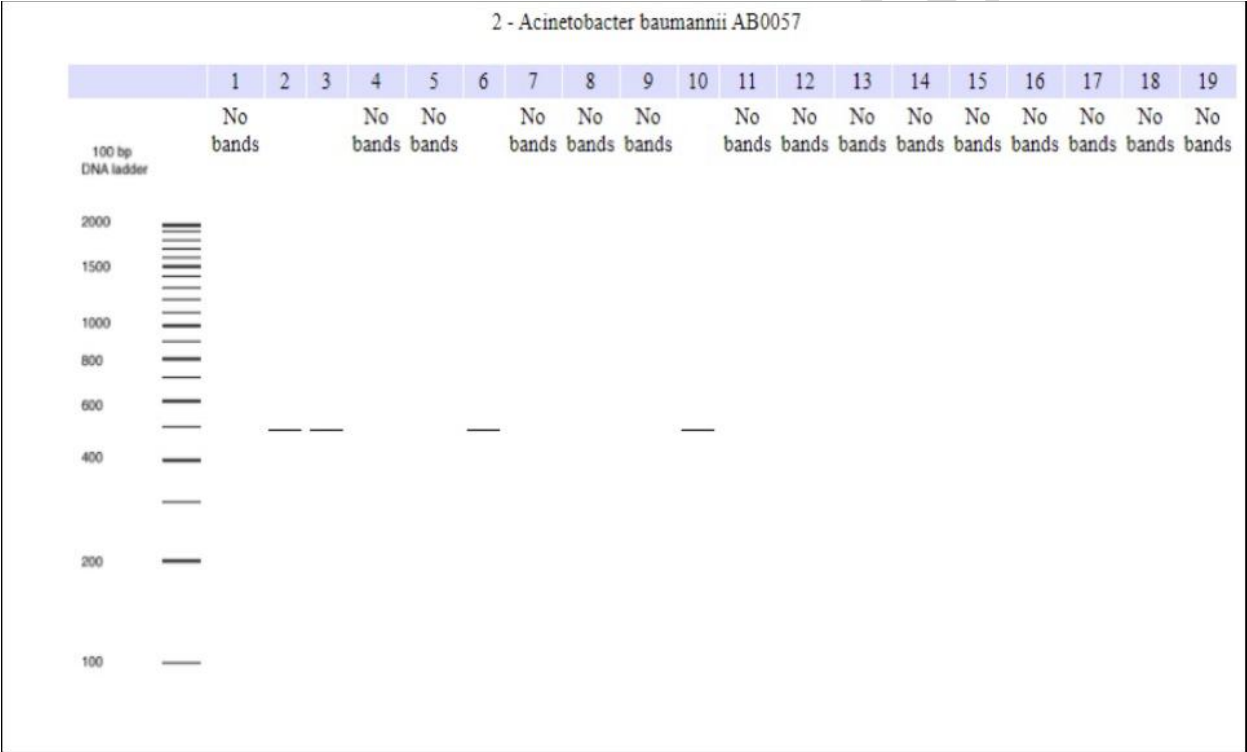 2 - Acinetobacter baumannii AB0057
1 2 3 4 5 6 7 8 9 10 11 12 13 14 15 16 17 18 19
No No No No No No No No No No No No No No No
bands bands bands bands bands bands bands bands bands bands bands bands bands bands bands
100 bp
DNA ladder
2000
1500
1000
800
600
400
200
100